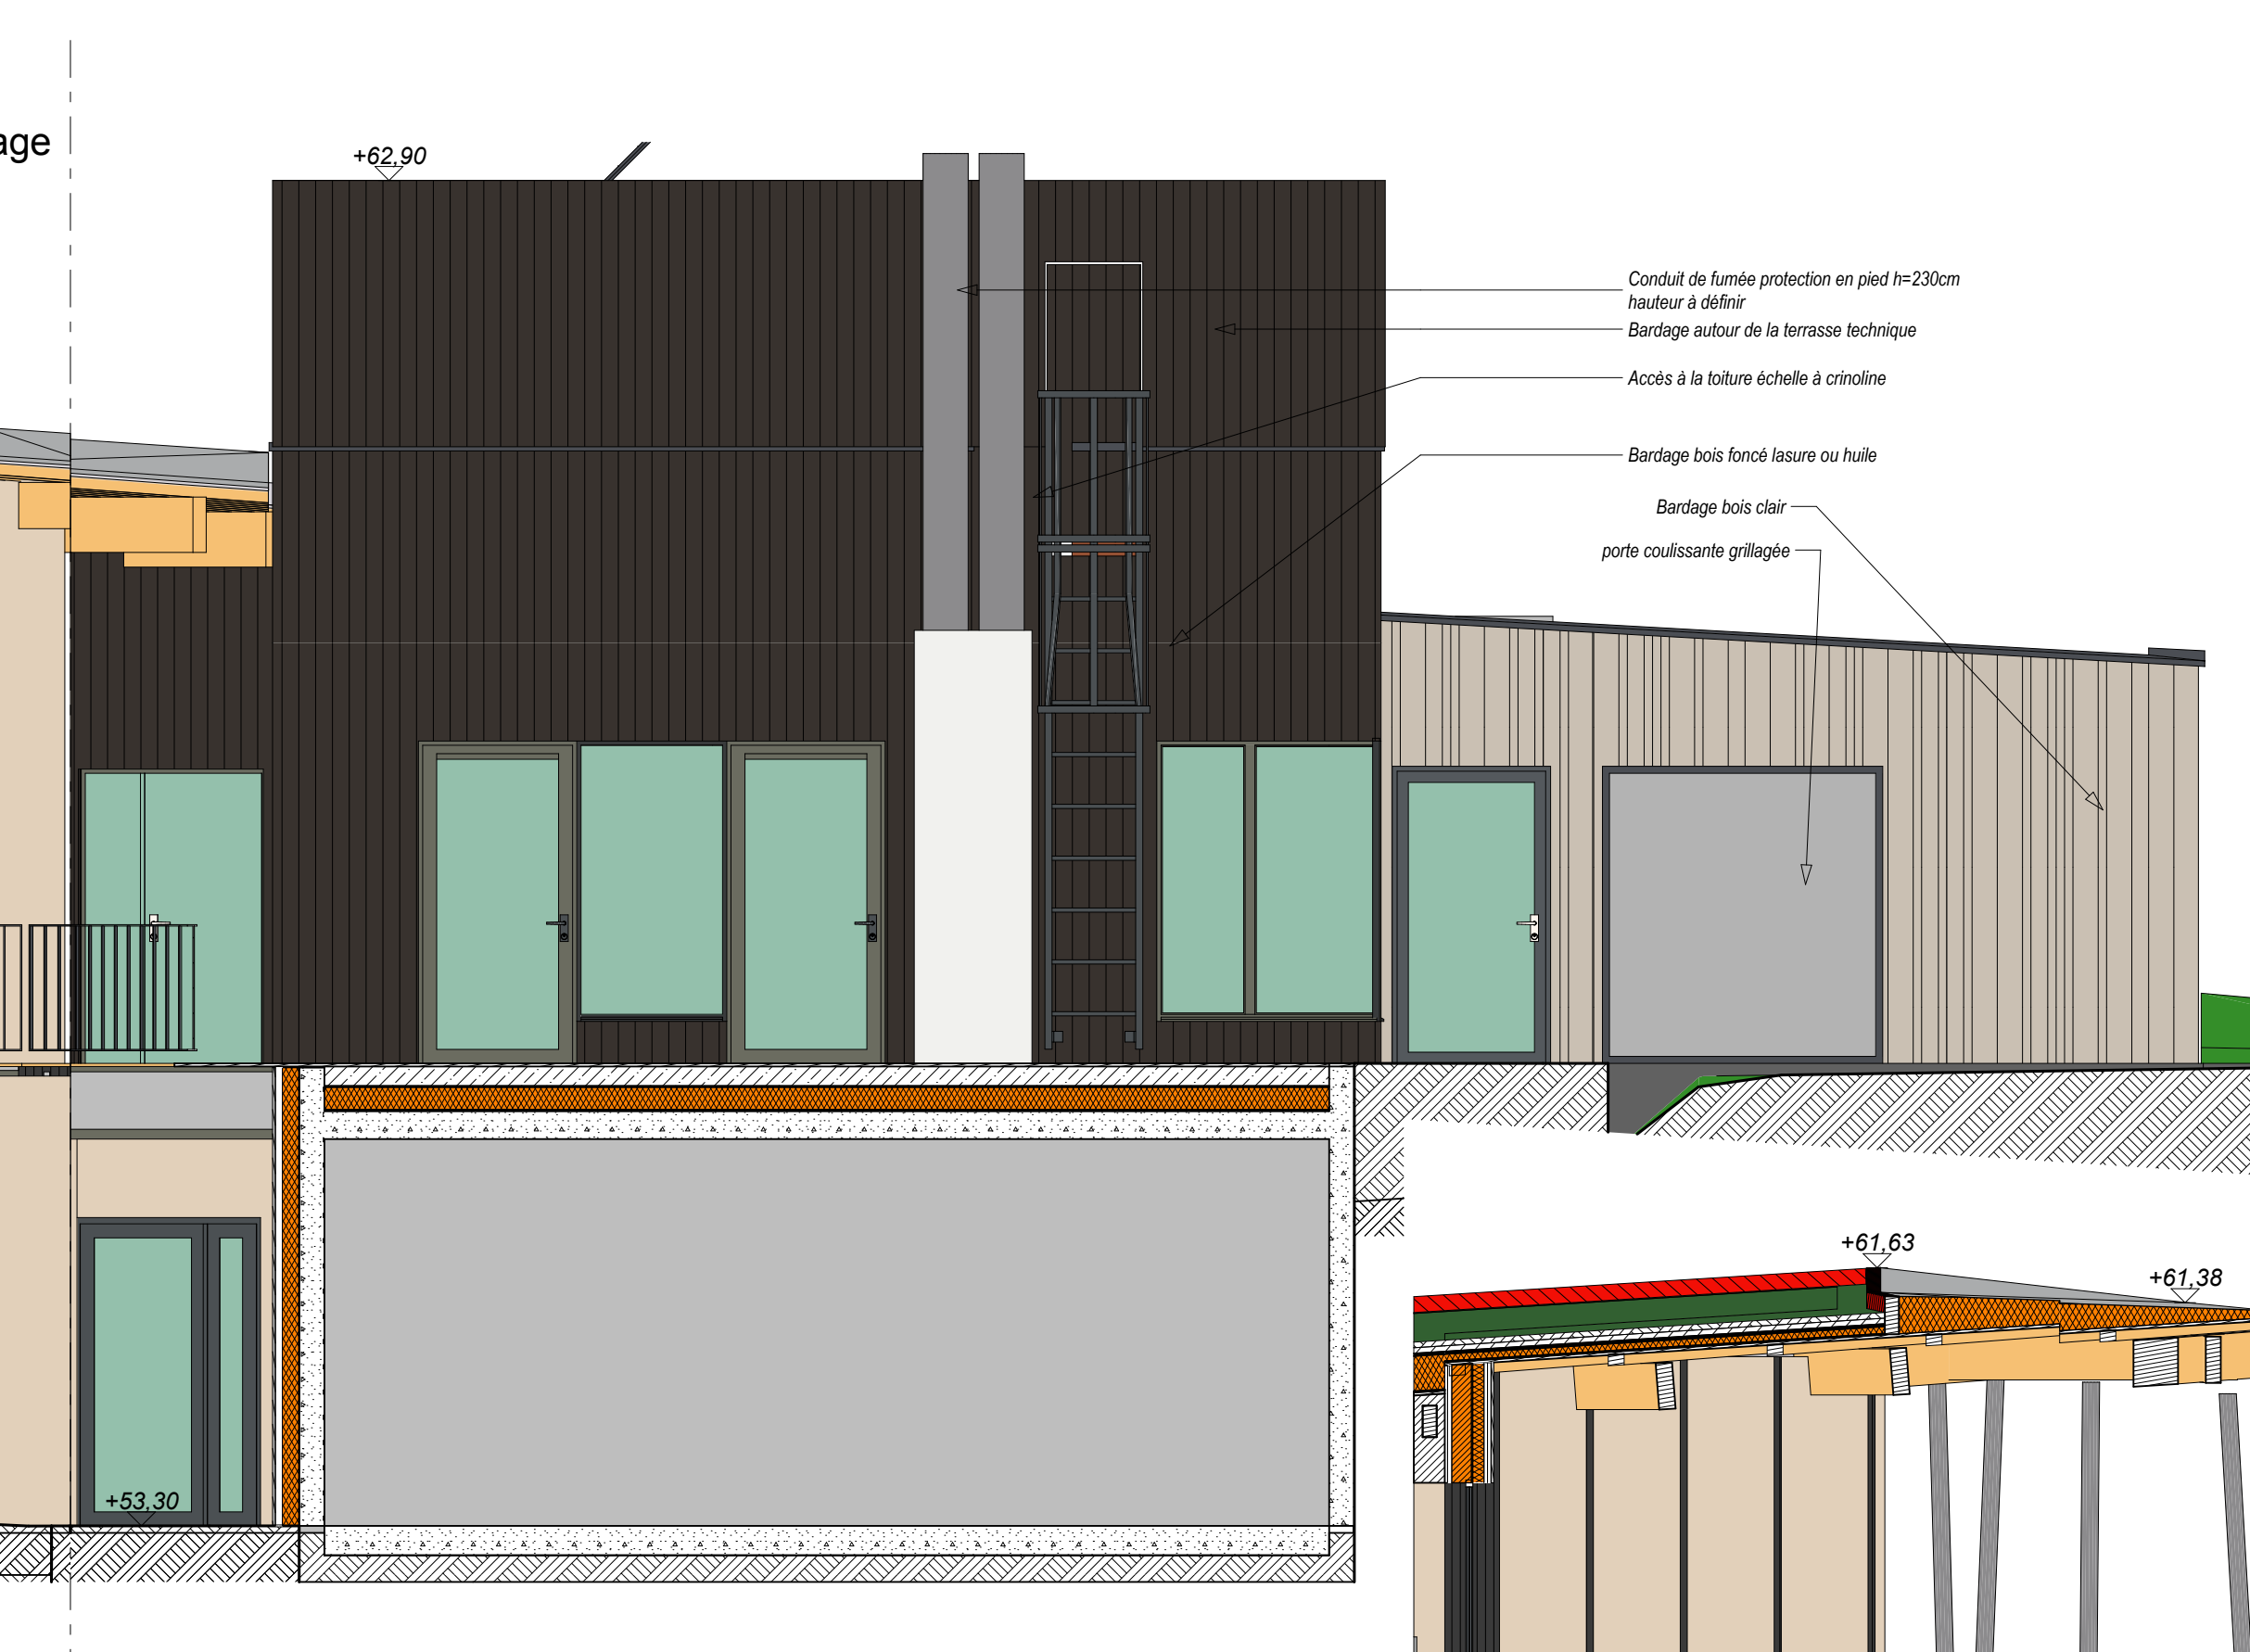 age
+62,90
Conduit de fumée protection en pied h=230cm
hauteur à définir
Bardage autour de la terrasse technique
Accès à la toiture échelle à crinoline
Bardage bois foncé lasure ou huile
Bardage bois clair
porte coulissante grillagée
+61,63
+61,38
+53,30